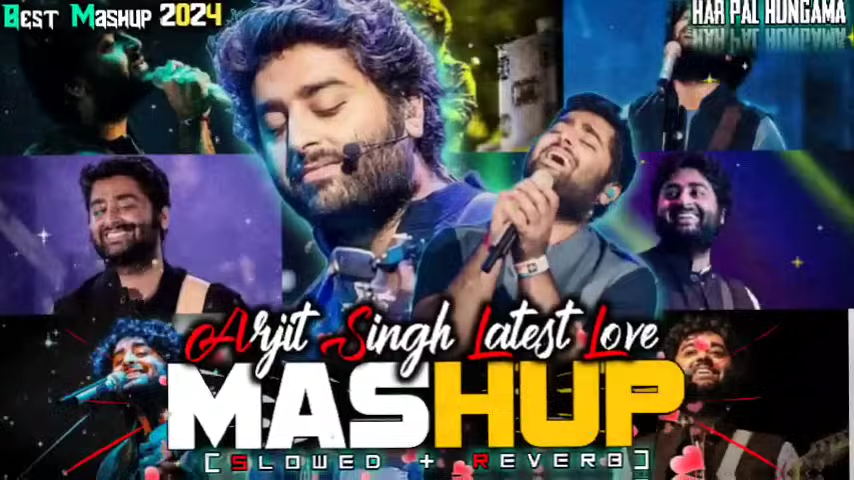 Best Mashup 2024
HAR PAL HUNGAMA
Arjit Singh Latest Love
MASHUP
[SLOWED + REVERB]